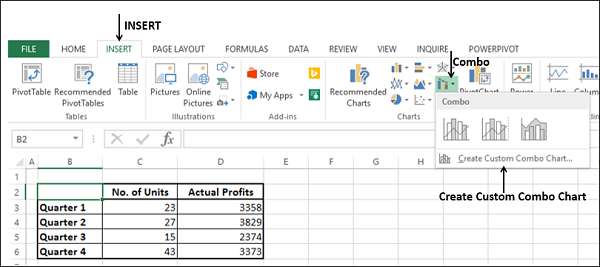 INSERT
FILE HOME INSERT PAGE LAYOUT FORMULAS DATA REVIEW VIEW INQUIRE POWERPIVOT
Combo
PivotTable Recommended PivotTables Table Pictures Online Pictures Store My Apps Recommended Charts PivotChart Power Line Column
Tables Illustrations Add-ins Charts
Combo
Create Custom Combo Chart...
B2 fx
Create Custom Combo Chart
A B C D E F G H
1
2 No. of Units Actual Profits
3 Quarter 1 23 3358
4 Quarter 2 27 3829
5 Quarter 3 15 2374
6 Quarter 4 43 3373